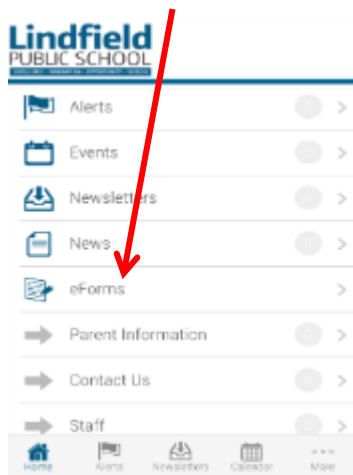 Lindfield
PUBLIC SCHOOL
Alerts
Events
Newsletters
News
eForms
Parent Information
Contact Us
Staff
Home
Alerts
Newsletters
Calendar
More